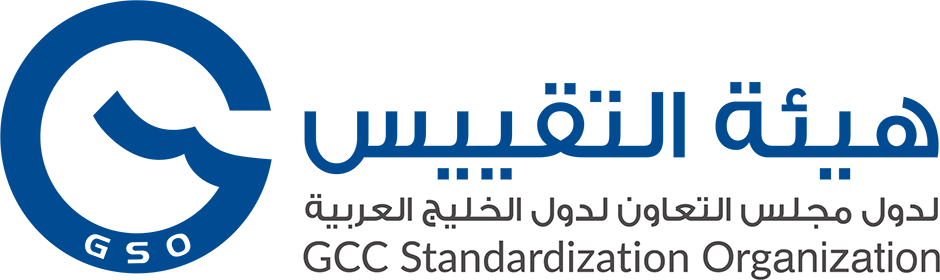 GSO
هيئة التقييس
لدول مجلس التعاون لدول الخليج العربية
GCC Standardization Organization